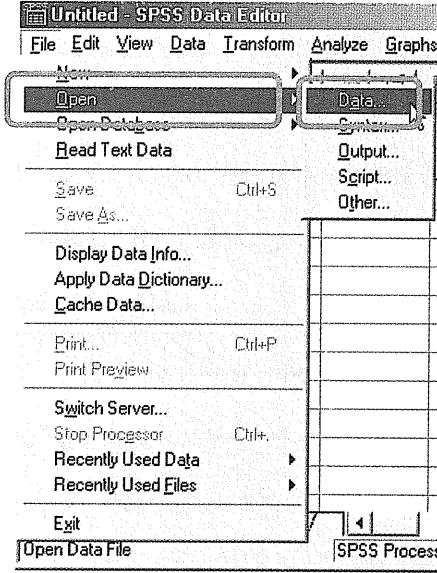 Untitled - SPSS Data Editor
File Edit View Data Transform Analyze Graphs
New
Open
Data...
Open Database
Syntax...
Read Text Data
Output...
Script...
Save Ctrl+S
Other...
Save As...
Display Data Info...
Apply Data Dictionary...
Cache Data...
Print... Ctrl+P
Print Preview
Switch Server...
Stop Processor Ctrl+.
Recently Used Data
Recently Used Files
Exit
Open Data File
SPSS Process